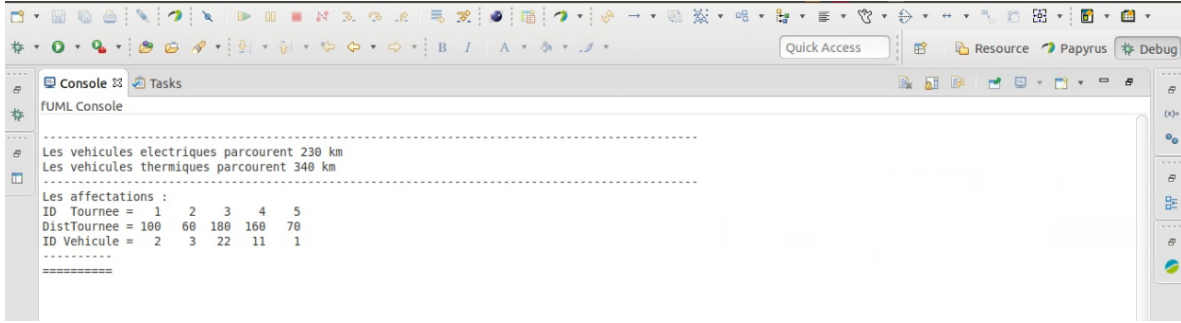 B I A
Quick Access
Resource Papyrus Debug
Console Tasks
fUML Console
(x)=
--------------------------------------------------------------------------------
Les vehicules electriques parcourent 230 km
Les vehicules thermiques parcourent 340 km
--------------------------------------------------------------------------------
Les affectations :
ID Tournee = 1 2 3 4 5
DistTournee = 100 60 180 160 70
ID Vehicule = 2 3 22 11 1
----------
==========